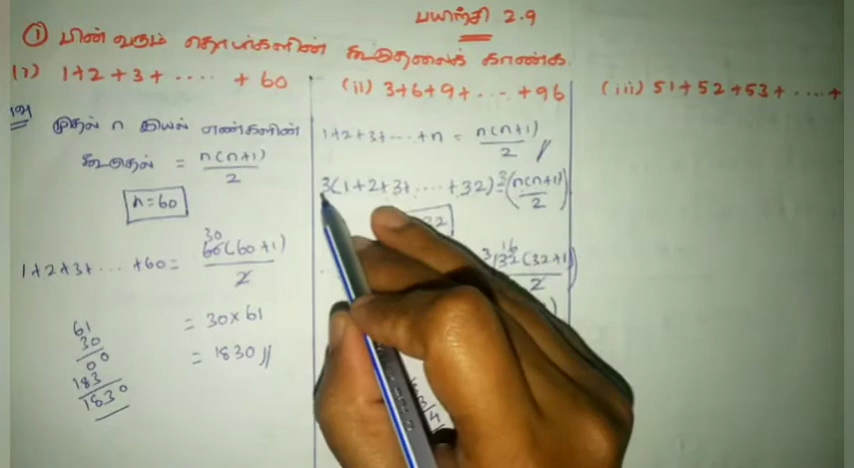 பயிற்சி 2.9
① பின் வரும் தொடர்களின் கூடுதலைக் காண்க.
(i) 1+2+3+ ..... + 60
முதல் n இயல் எண்களின்
கூடுதல் = n(n+1)/2
n=60
1+2+3+ ... +60 = 60(60+1)/2
30
= 30×61
= 1830 //
61
30
00
183
1830
(ii) 3+6+9+ ... +96
1+2+3+ ... +n = n(n+1)/2 //
3(1+2+3+ .... +32) = 3(n(n+1)/2)
32
3(32(32+1)/2)
16
(iii) 51+52+53+ .....+